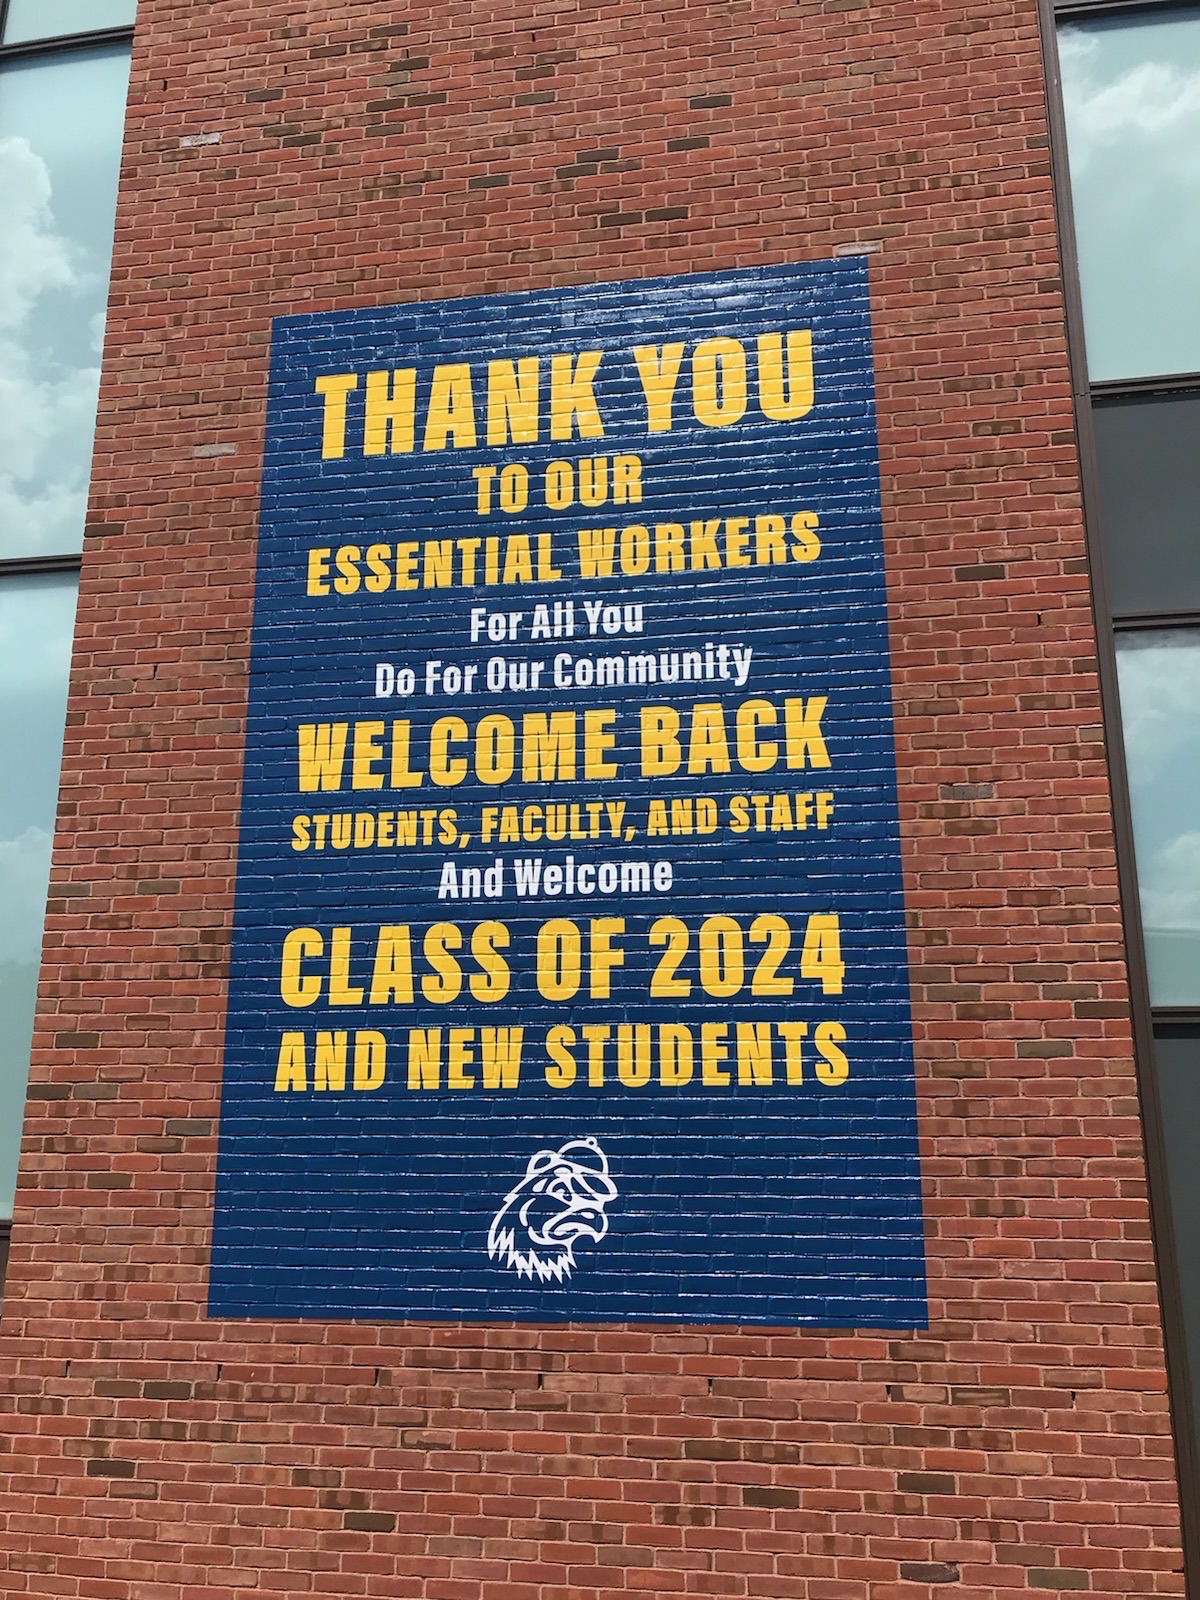 THANK YOU
TO OUR
ESSENTIAL WORKERS
For All You
Do For Our Community
WELCOME BACK
STUDENTS, FACULTY, AND STAFF
And Welcome
CLASS OF 2024
AND NEW STUDENTS